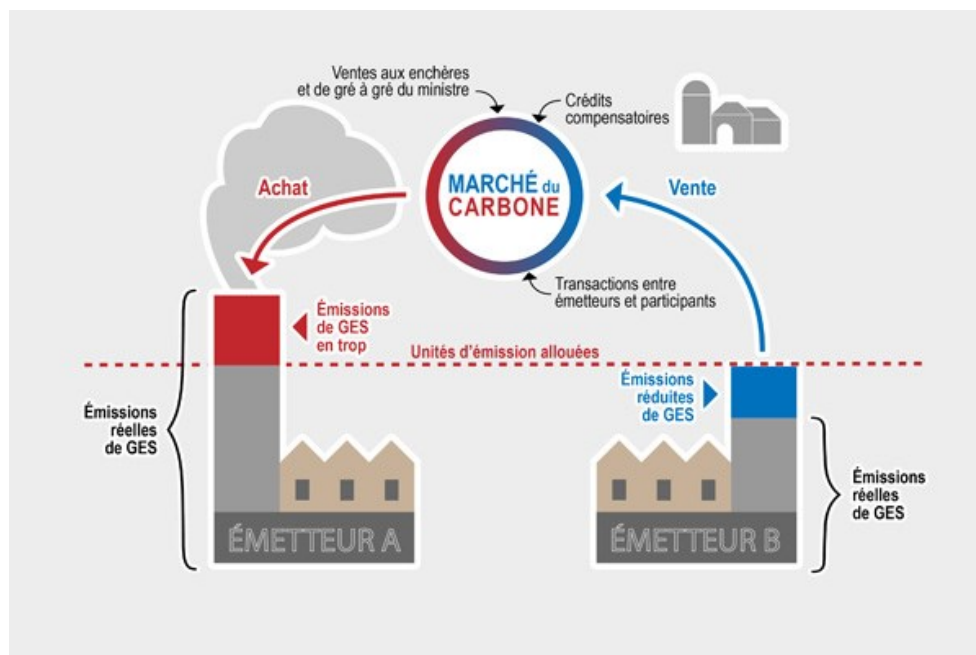 Ventes aux enchères
et de gré à gré du ministre
Crédits
compensatoires
MARCHÉ du
CARBONE
Achat
Vente
Transactions entre
émetteurs et participants
Émissions
de GES
en trop
Unités d'émission allouées
Émissions
réduites
de GES
Émissions
réelles
de GES
Émissions
réelles
de GES
ÉMETTEUR A
ÉMETTEUR B